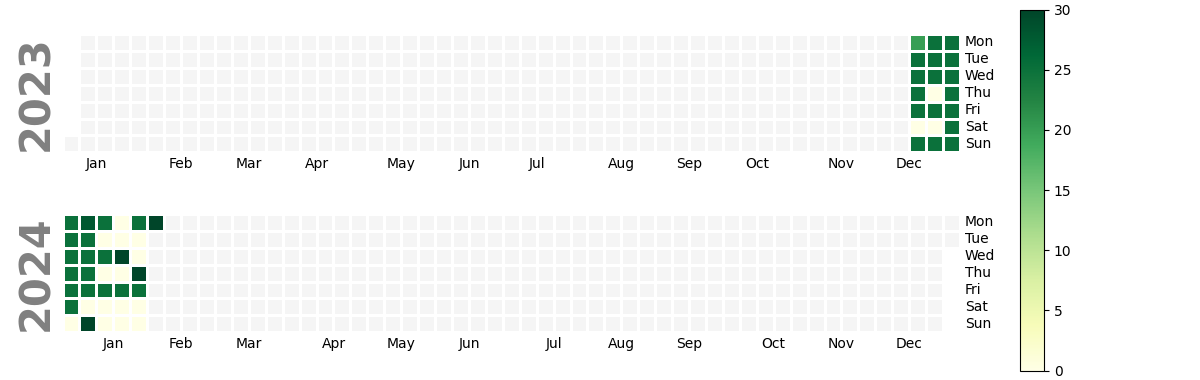 2023
Mon
Tue
Wed
Thu
Fri
Sat
Sun
Jan Feb Mar Apr May Jun Jul Aug Sep Oct Nov Dec
2024
Mon
Tue
Wed
Thu
Fri
Sat
Sun
Jan Feb Mar Apr May Jun Jul Aug Sep Oct Nov Dec
30
25
20
15
10
5
0